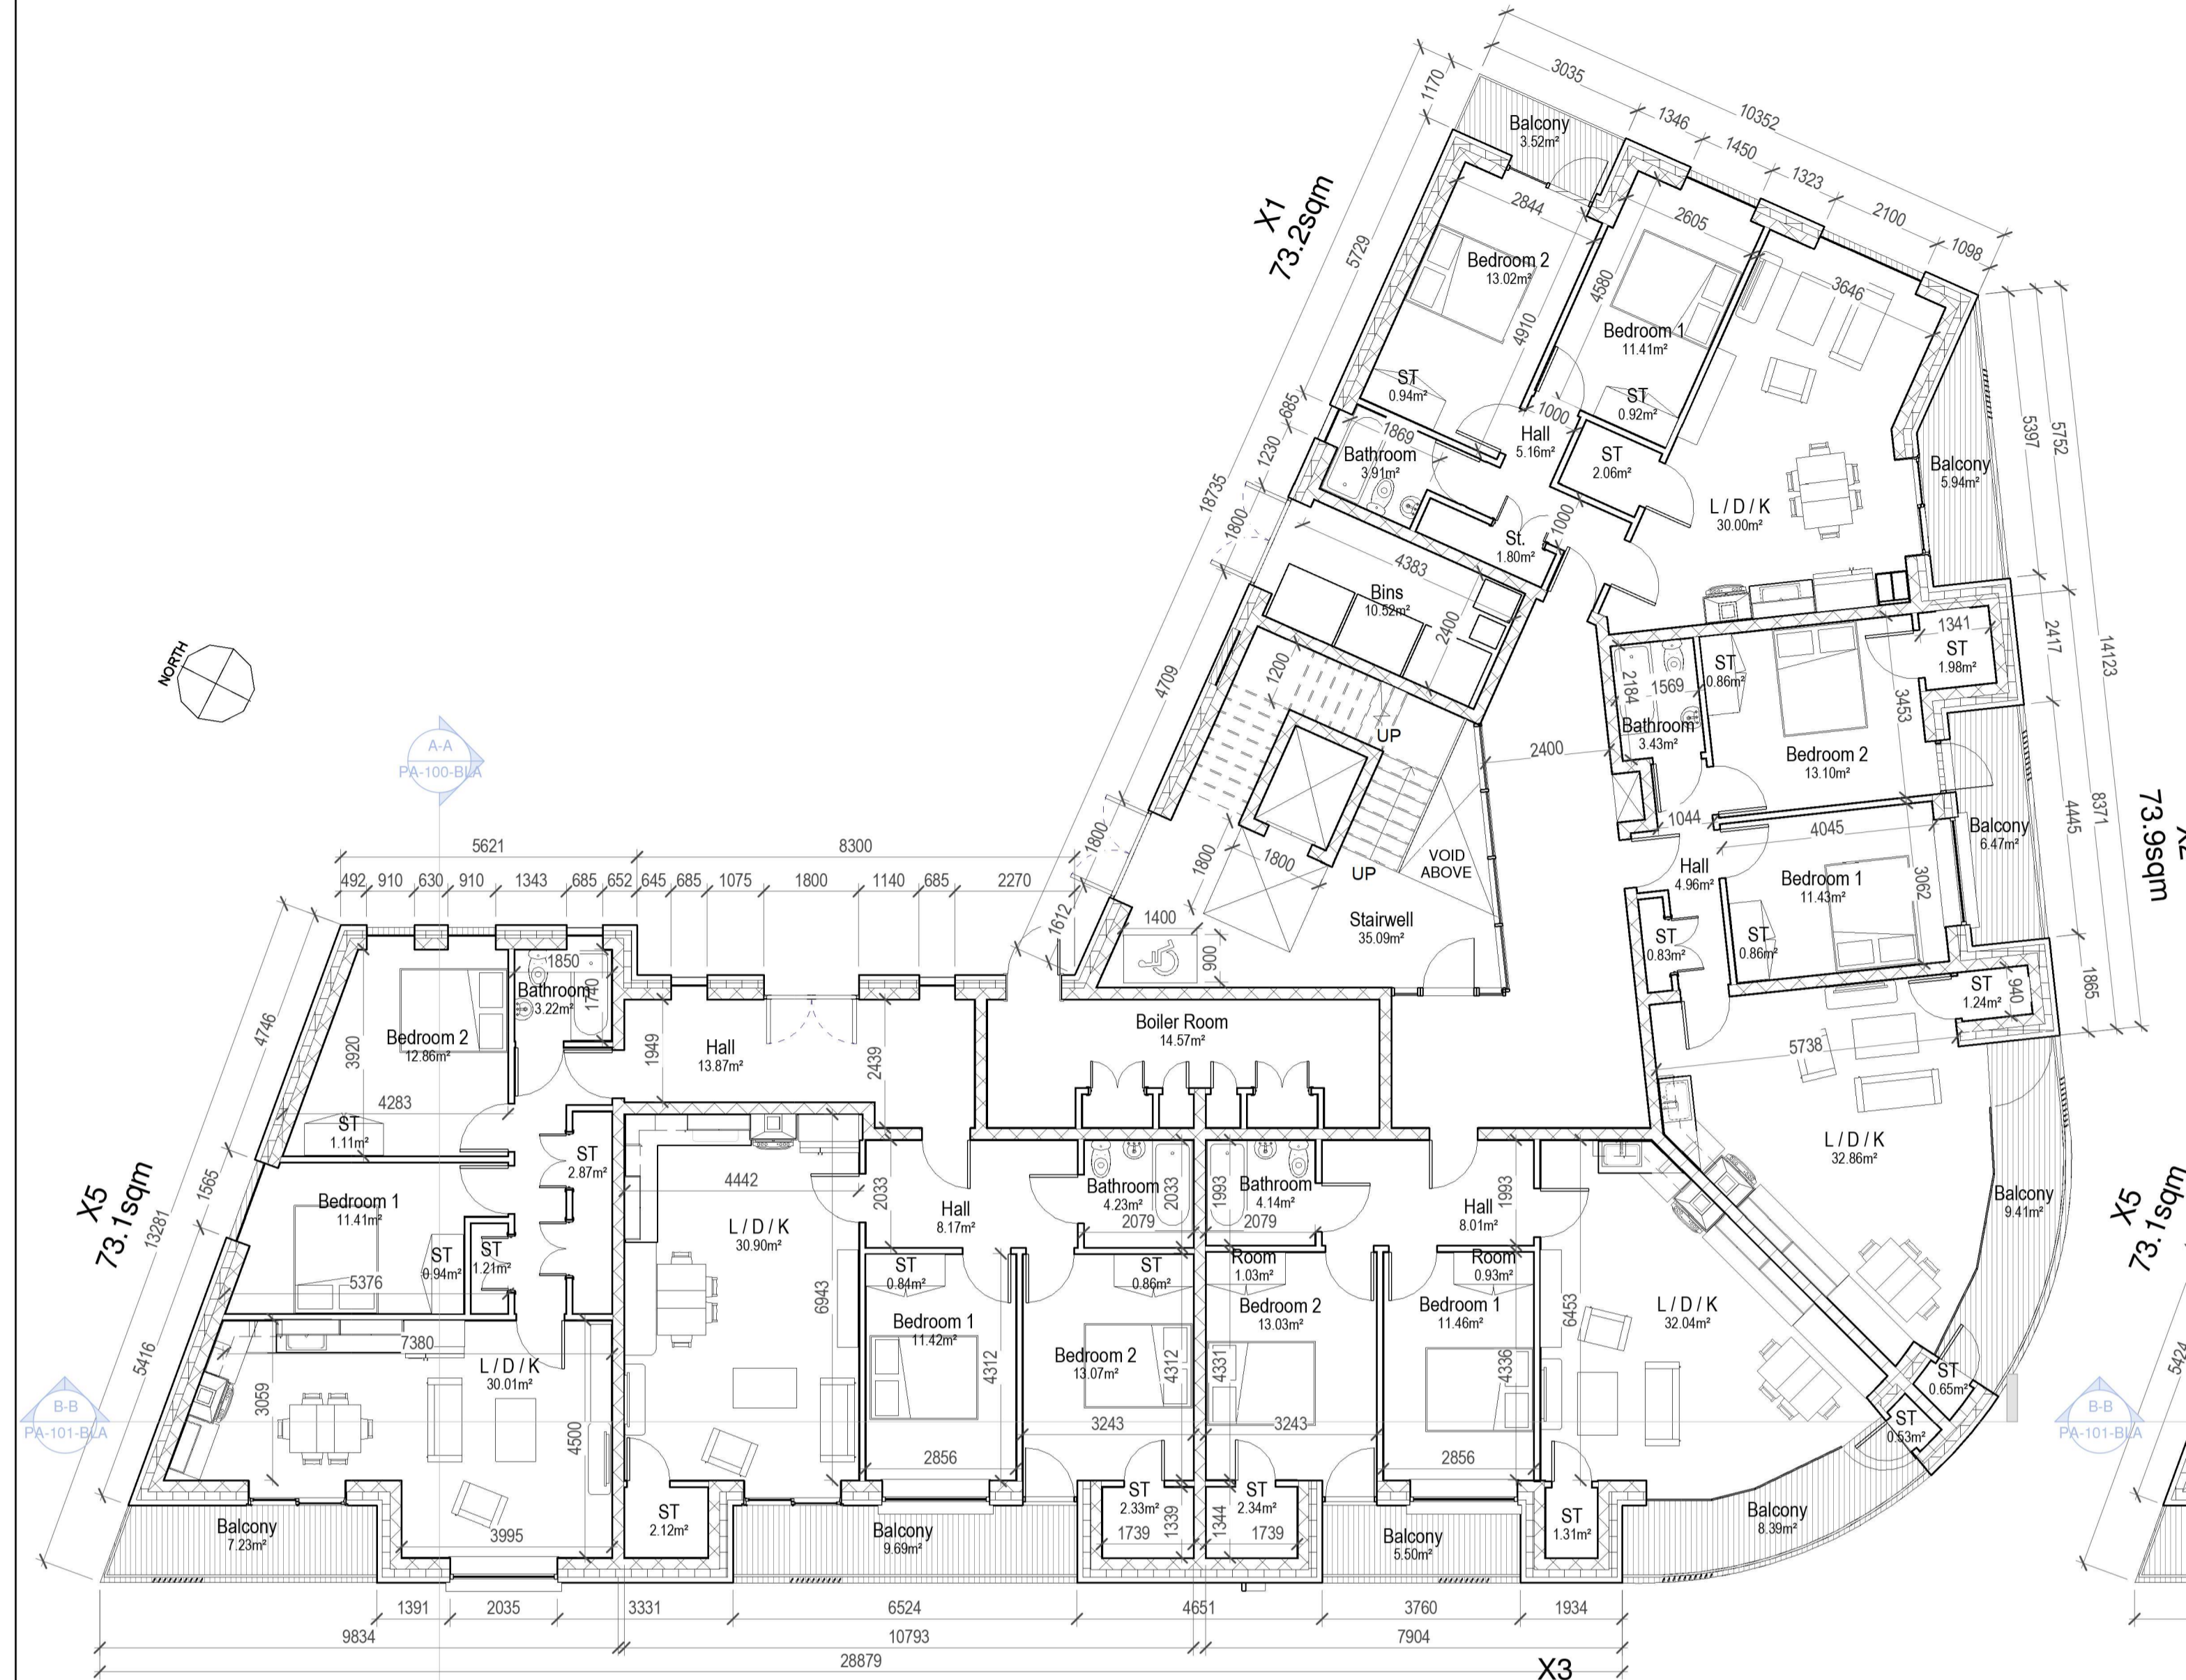 3035
10352
1170
1346
1450
1323
2100
1098
Balcony
3.52m²
X1
73.2sqm
5729
2844
2605
3646
Bedroom 2
13.02m²
4580
4910
Bedroom 1
11.41m²
ST
0.94m²
ST
0.92m²
1000
Hall
5.16m²
ST
2.06m²
685
1230
1869
Bathroom
3.91m²
18735
1800
St.
1.80m²
1000
L / D / K
30.00m²
Balcony
5.94m²
5397
5752
4383
Bins
10.52m²
2400
1200
4709
UP
1341
ST
1.98m²
2417
14123
NORTH
2184
1569
ST
0.86m²
Bathroom
3.43m²
3453
Bedroom 2
13.10m²
2400
4445
8371
73.9sqm
A-A
PA-100-BLA
1800
1800
1800
UP
VOID
ABOVE
1044
4045
Balcony
6.47m²
Hall
4.96m²
Bedroom 1
11.43m²
3062
5621
8300
492
910
630
910
1343
685
652
645
685
1075
1800
1140
685
2270
1612
1400
900
Stairwell
35.09m²
ST
0.83m²
ST
0.86m²
ST
1.24m²
940
1865
1850
Bathroom
3.22m²
1740
4746
3920
Bedroom 2
12.86m²
1949
Hall
13.87m²
2439
Boiler Room
14.57m²
5738
4283
ST
1.11m²
ST
2.87m²
L / D / K
32.86m²
X5
73.1sqm
1565
13281
Bedroom 1
11.41m²
4442
L / D / K
30.90m²
2033
Hall
8.17m²
Bathroom
4.23m²
2033
2079
1993
Bathroom
4.14m²
2079
Hall
8.01m²
1993
Balcony
9.41m²
X5
73.1sqm
ST
0.94m²
ST
1.21m²
5376
ST
0.84m²
ST
0.86m²
Room
1.03m²
Room
0.93m²
6943
Bedroom 1
11.42m²
4312
Bedroom 2
13.07m²
4312
4331
Bedroom 2
13.03m²
Bedroom 1
11.46m²
4336
6453
L / D / K
32.04m²
5416
7380
L / D / K
30.01m²
3059
4500
5424
B-B
PA-101-BLA
3243
3243
2856
2856
ST
0.65m²
ST
0.53m²
B-B
PA-101-BLA
Balcony
7.23m²
3995
ST
2.12m²
Balcony
9.69m²
ST
2.33m²
1739
1339
1344
ST
2.34m²
1739
Balcony
5.50m²
ST
1.31m²
Balcony
8.39m²
1391
2035
3331
6524
4651
3760
1934
9834
10793
7904
28879
X3